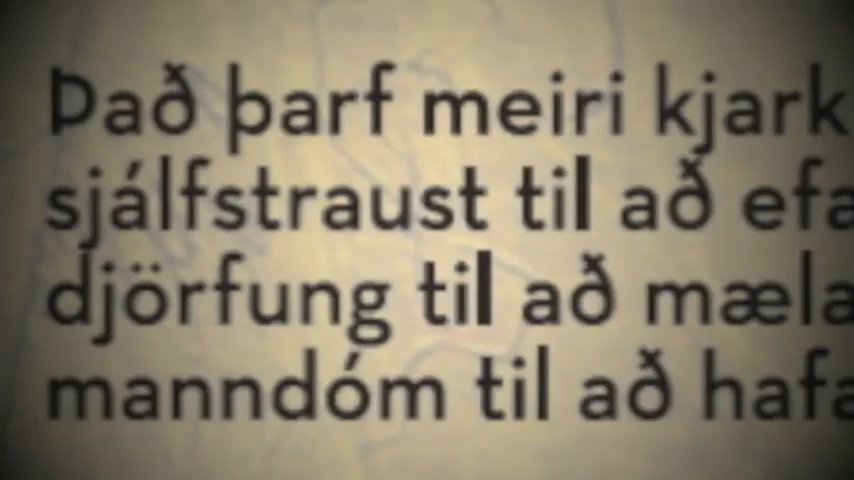 Það þarf meiri kjark
sjálfstraust til að efa
djörfung til að mæla
manndóm til að hafa